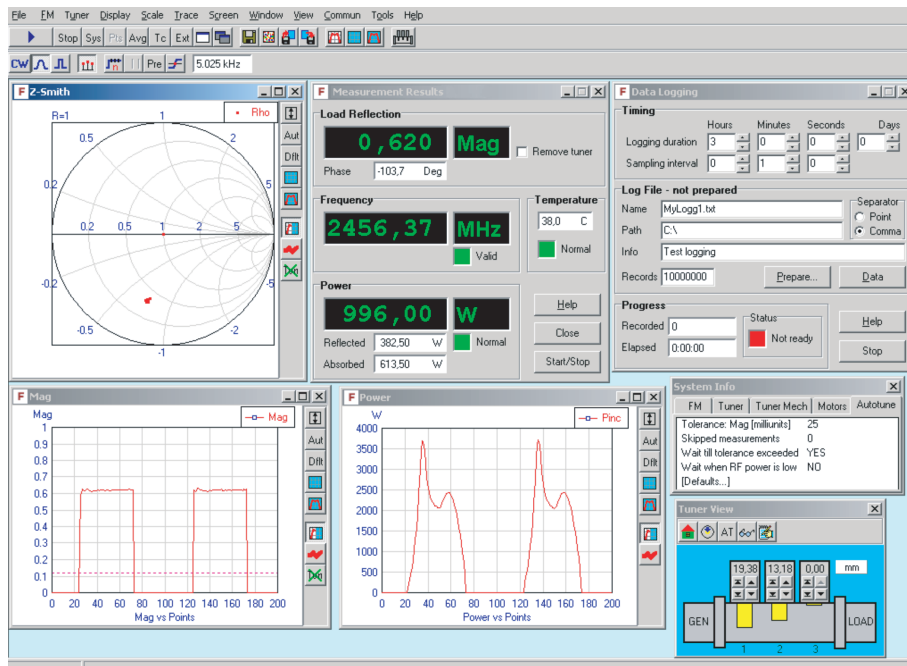 File FM Tuner Display Scale Trace Screen Window View Commun Tools Help
Stop Sys Pts Avg Tc Ext
CW Pre 5.025 kHz
F Z-Smith
Rho
R=1
1
0.5
2
0.2
5
0.2 0.5 1 2 5
-0.2
-5
-0.5
-2
-1
Aut
Dflt
F Measurement Results
Load Reflection
0,620 Mag
Remove tuner
Phase -103,7 Deg
Frequency
2456,37 MHz
Valid
Temperature
38,0 C
Normal
Power
996,00 W
Reflected 382,50 W
Normal
Absorbed 613,50 W
Help
Close
Start/Stop
F Data Logging
Timing
Hours Minutes Seconds Days
Logging duration 3 0 0 0
Sampling interval 0 1 0
Log File - not prepared
Name MyLogg1.txt
Path C:\
Info Test logging
Separator
Point
Comma
Records 10000000 Prepare... Data
Progress
Recorded 0
Elapsed 0:00:00
Status
Not ready
Help
Stop
F Mag
Mag
Mag
1
0.9
0.8
0.7
0.6
0.5
0.4
0.3
0.2
0.1
0
0 20 40 60 80 100 120 140 160 180 200
Mag vs Points
Aut
Dflt
F Power
W
Pinc
4000
3500
3000
2500
2000
1500
1000
500
0
0 20 40 60 80 100 120 140 160 180 200
Power vs Points
Aut
Dflt
System Info
FM Tuner Tuner Mech Motors Autotune
Tolerance: Mag [milliunits] 25
Skipped measurements 0
Wait till tolerance exceeded YES
Wait when RF power is low NO
[Defaults...]
Tuner View
AT
19,38 13,18 0,00 mm
GEN LOAD
1 2 3